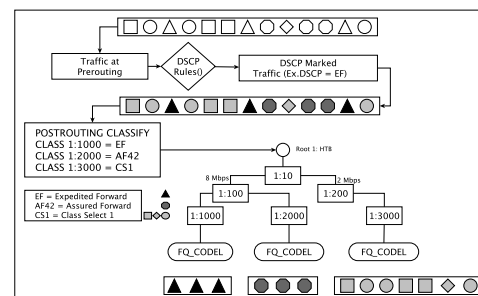 Traffic at
Prerouting
DSCP
Rules()
DSCP Marked
Traffic (Ex.DSCP = EF)
POSTROUTING CLASSIFY
CLASS 1:1000 = EF
CLASS 1:2000 = AF42
CLASS 1:3000 = CS1
Root 1: HTB
1:10
8 Mbps
2 Mbps
1:100
1:200
EF = Expedited Forward
AF42 = Assured Forward
CS1 = Class Select 1
1:1000
1:2000
1:3000
FQ_CODEL
FQ_CODEL
FQ_CODEL